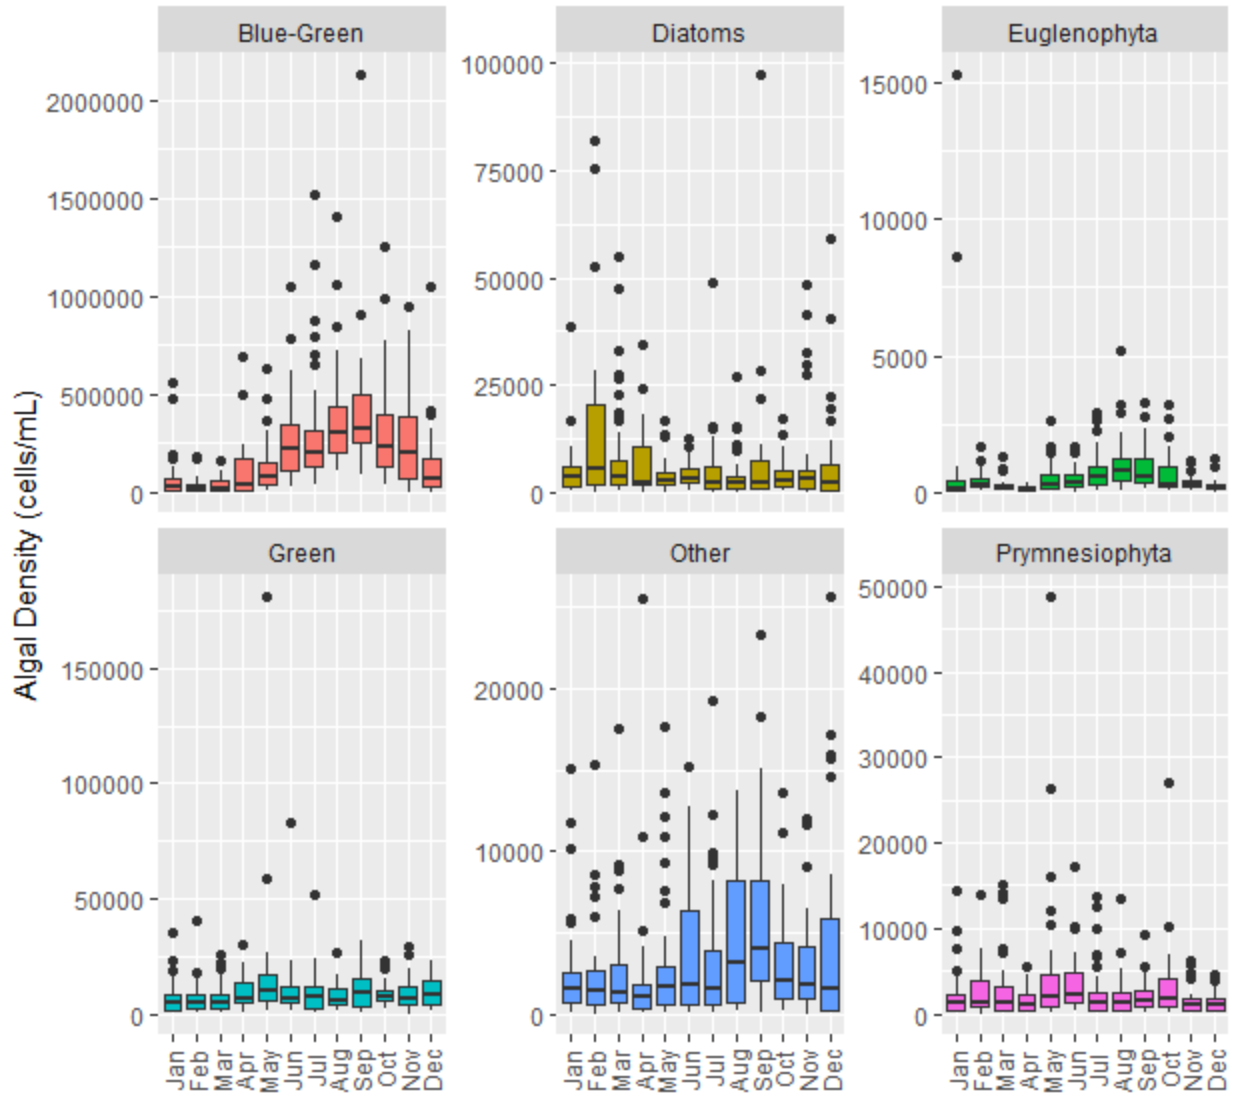 Blue-Green
Diatoms
Euglenophyta
2000000
1500000
1000000
500000
0
100000
75000
50000
25000
0
15000
10000
5000
0
Algal Density (cells/mL)
Green
Other
Prymnesiophyta
150000
100000
50000
0
20000
10000
0
50000
40000
30000
20000
10000
0
Jan Feb Mar Apr May Jun Jul Aug Sep Oct Nov Dec
Jan Feb Mar Apr May Jun Jul Aug Sep Oct Nov Dec
Jan Feb Mar Apr May Jun Jul Aug Sep Oct Nov Dec